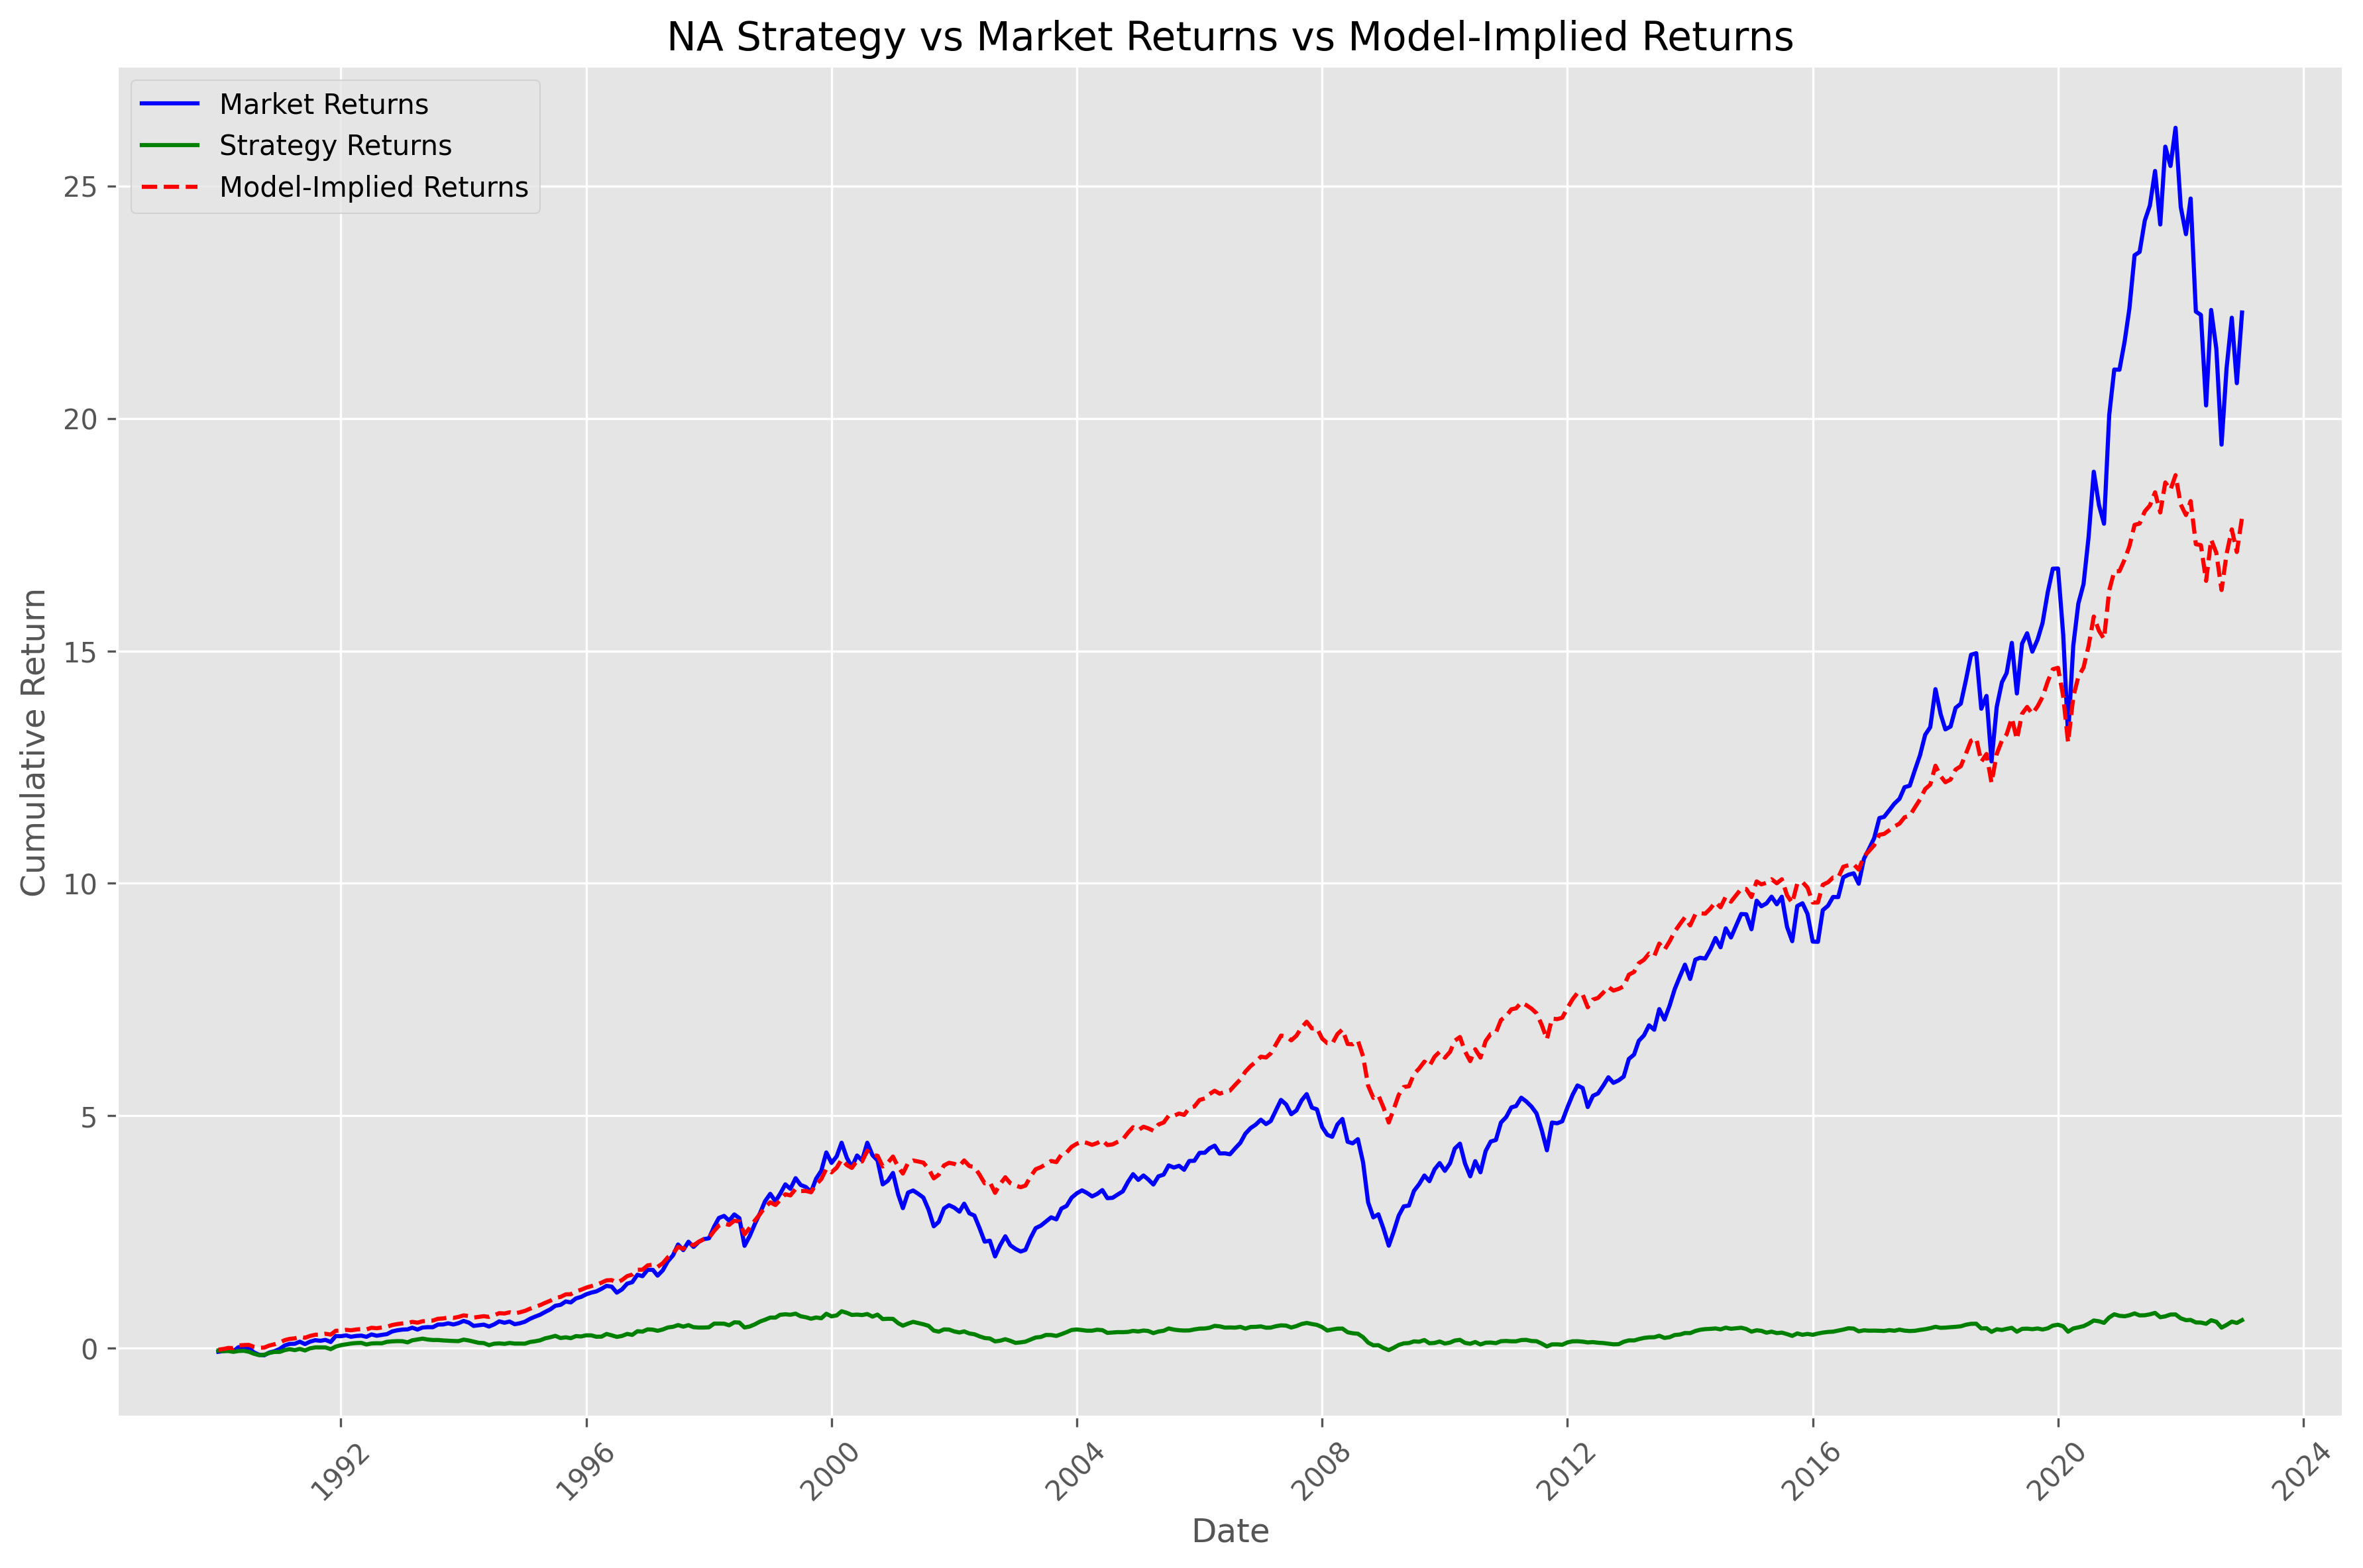 NA Strategy vs Market Returns vs Model-Implied Returns
Market Returns
Strategy Returns
Model-Implied Returns
Cumulative Return
25
20
15
10
5
0
1992
1996
2000
2004
2008
2012
2016
2020
2024
Date